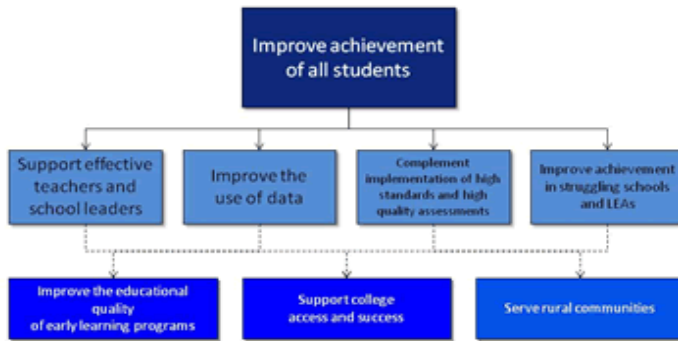 Improve achievement
of all students
Support effective
teachers and
school leaders
Improve the
use of data
Complement
implementation of high
standards and high
quality assessments
Improve achievement
in struggling schools
and LEAs
Improve the educational
quality
of early learning programs
Support college
access and success
Serve rural communities